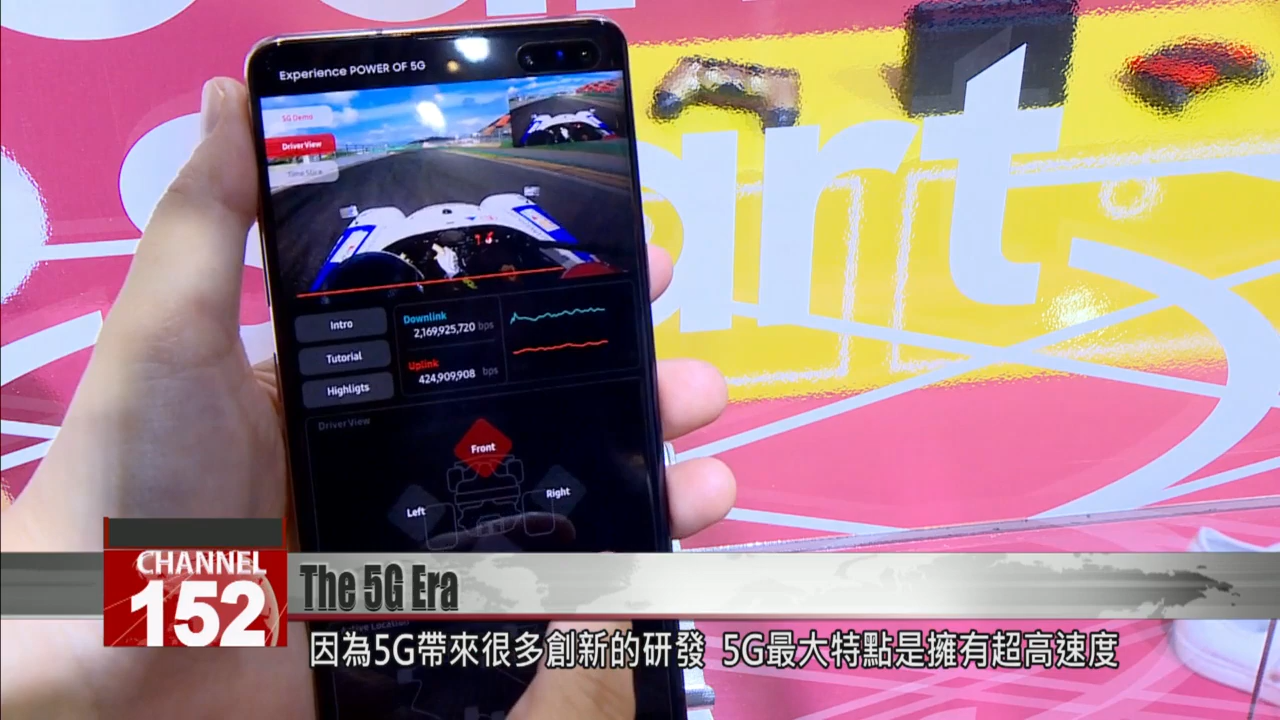 Experience POWER OF 5G
5G Demo
Driver View
Time Slice
Intro
Tutorial
Highligts
Downlink
2,169,925,720 bps
Uplink
424,909,908 bps
Driver View
Front
Left
Right
art
CHANNEL
152
The 5G Era
因為5G帶來很多創新的研發 5G最大特點是擁有超高速度